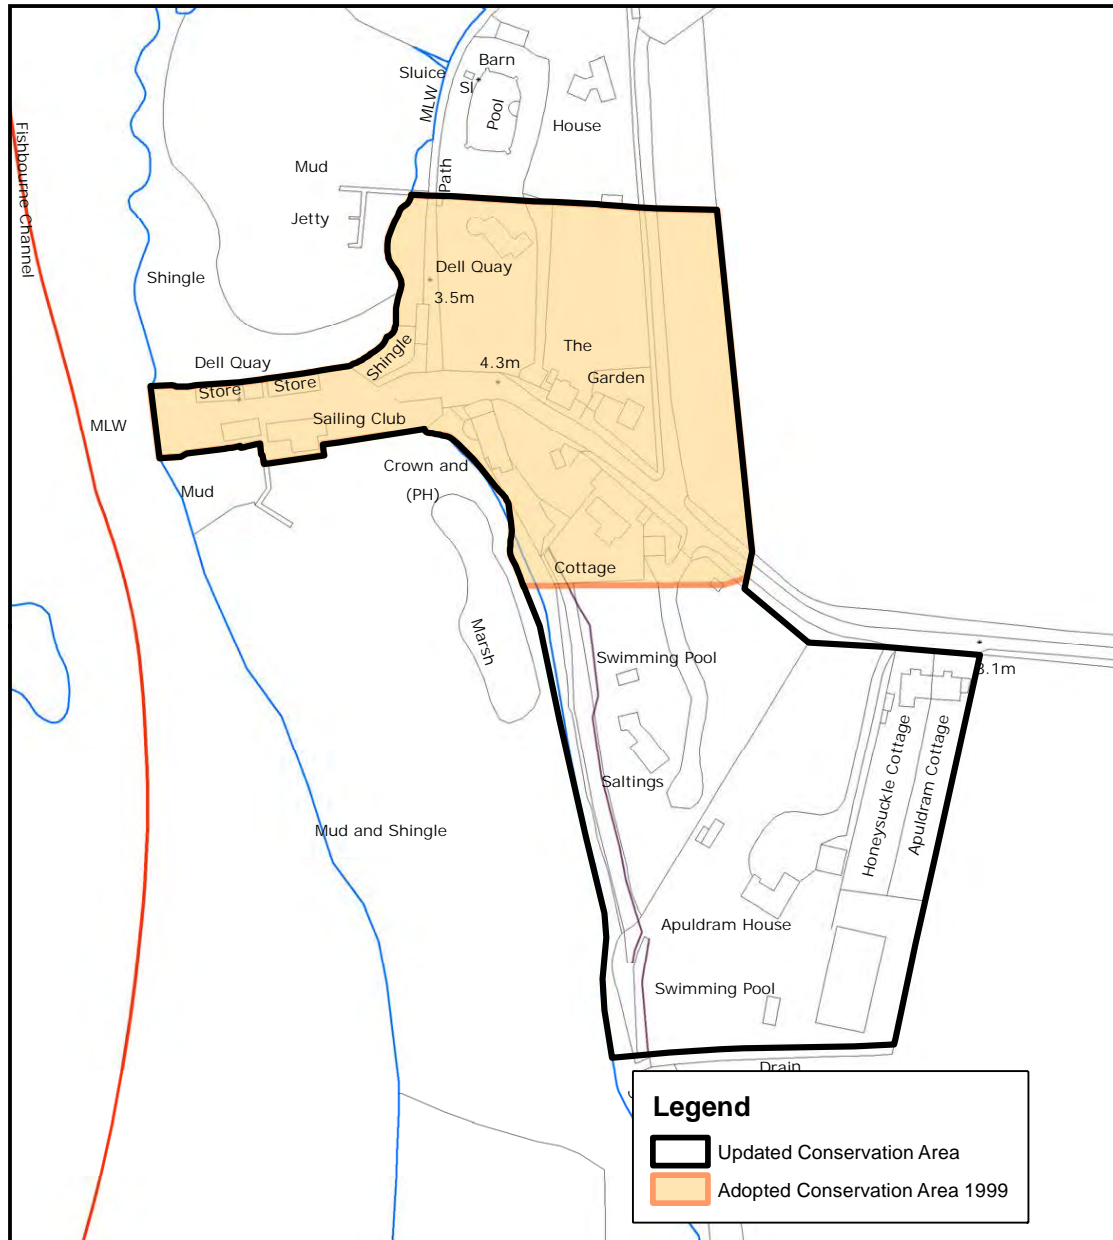 Barn
Sluice
Sl
MLW
Pool
House
Fishbourne Channel
Mud
Path
Jetty
Dell Quay
Shingle
3.5m
Dell Quay
Shingle
4.3m
The
Garden
Store
Store
MLW
Sailing Club
Crown and
(PH)
Mud
Cottage
Marsh
Swimming Pool
3.1m
Honeysuckle Cottage
Apuldram Cottage
Saltings
Mud and Shingle
Apuldram House
Swimming Pool
Drain
Legend
Updated Conservation Area
Adopted Conservation Area 1999